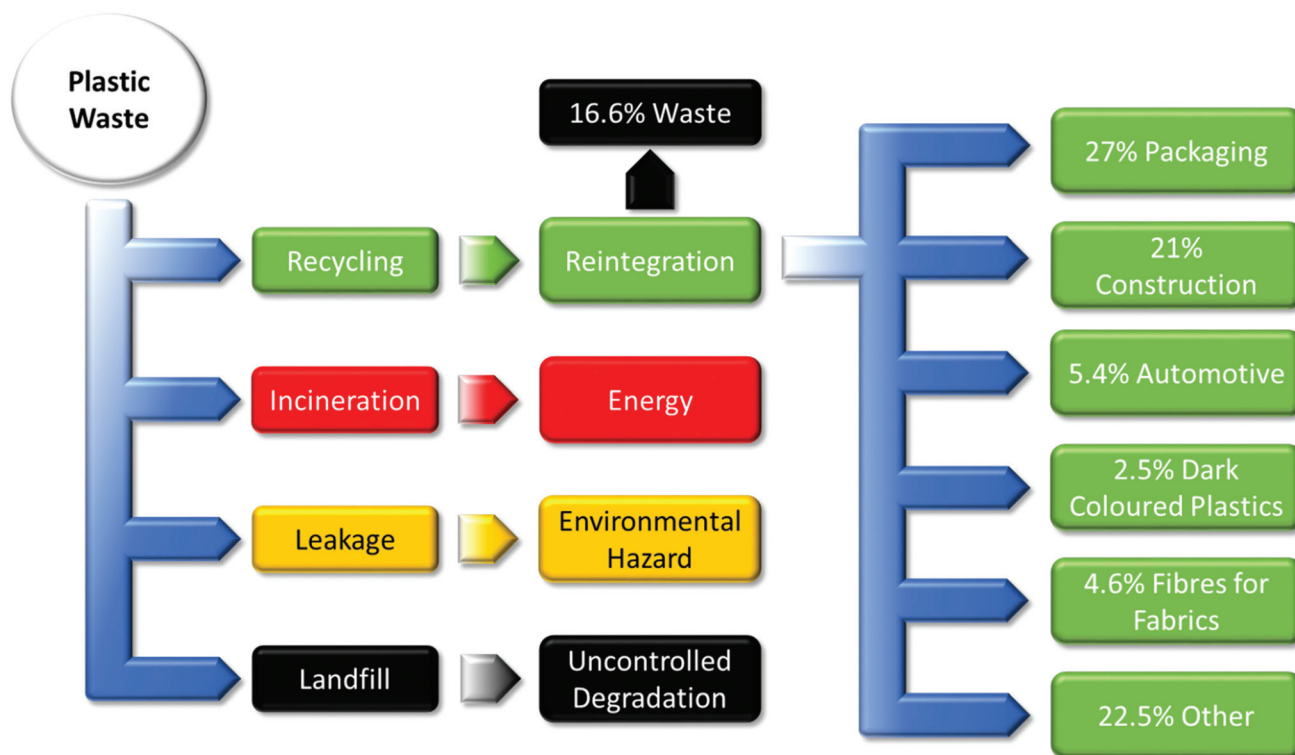 Plastic
Waste
16.6% Waste
Recycling
Reintegration
Incineration
Energy
Leakage
Environmental
Hazard
Landfill
Uncontrolled
Degradation
27% Packaging
21%
Construction
5.4% Automotive
2.5% Dark
Coloured Plastics
4.6% Fibres for
Fabrics
22.5% Other